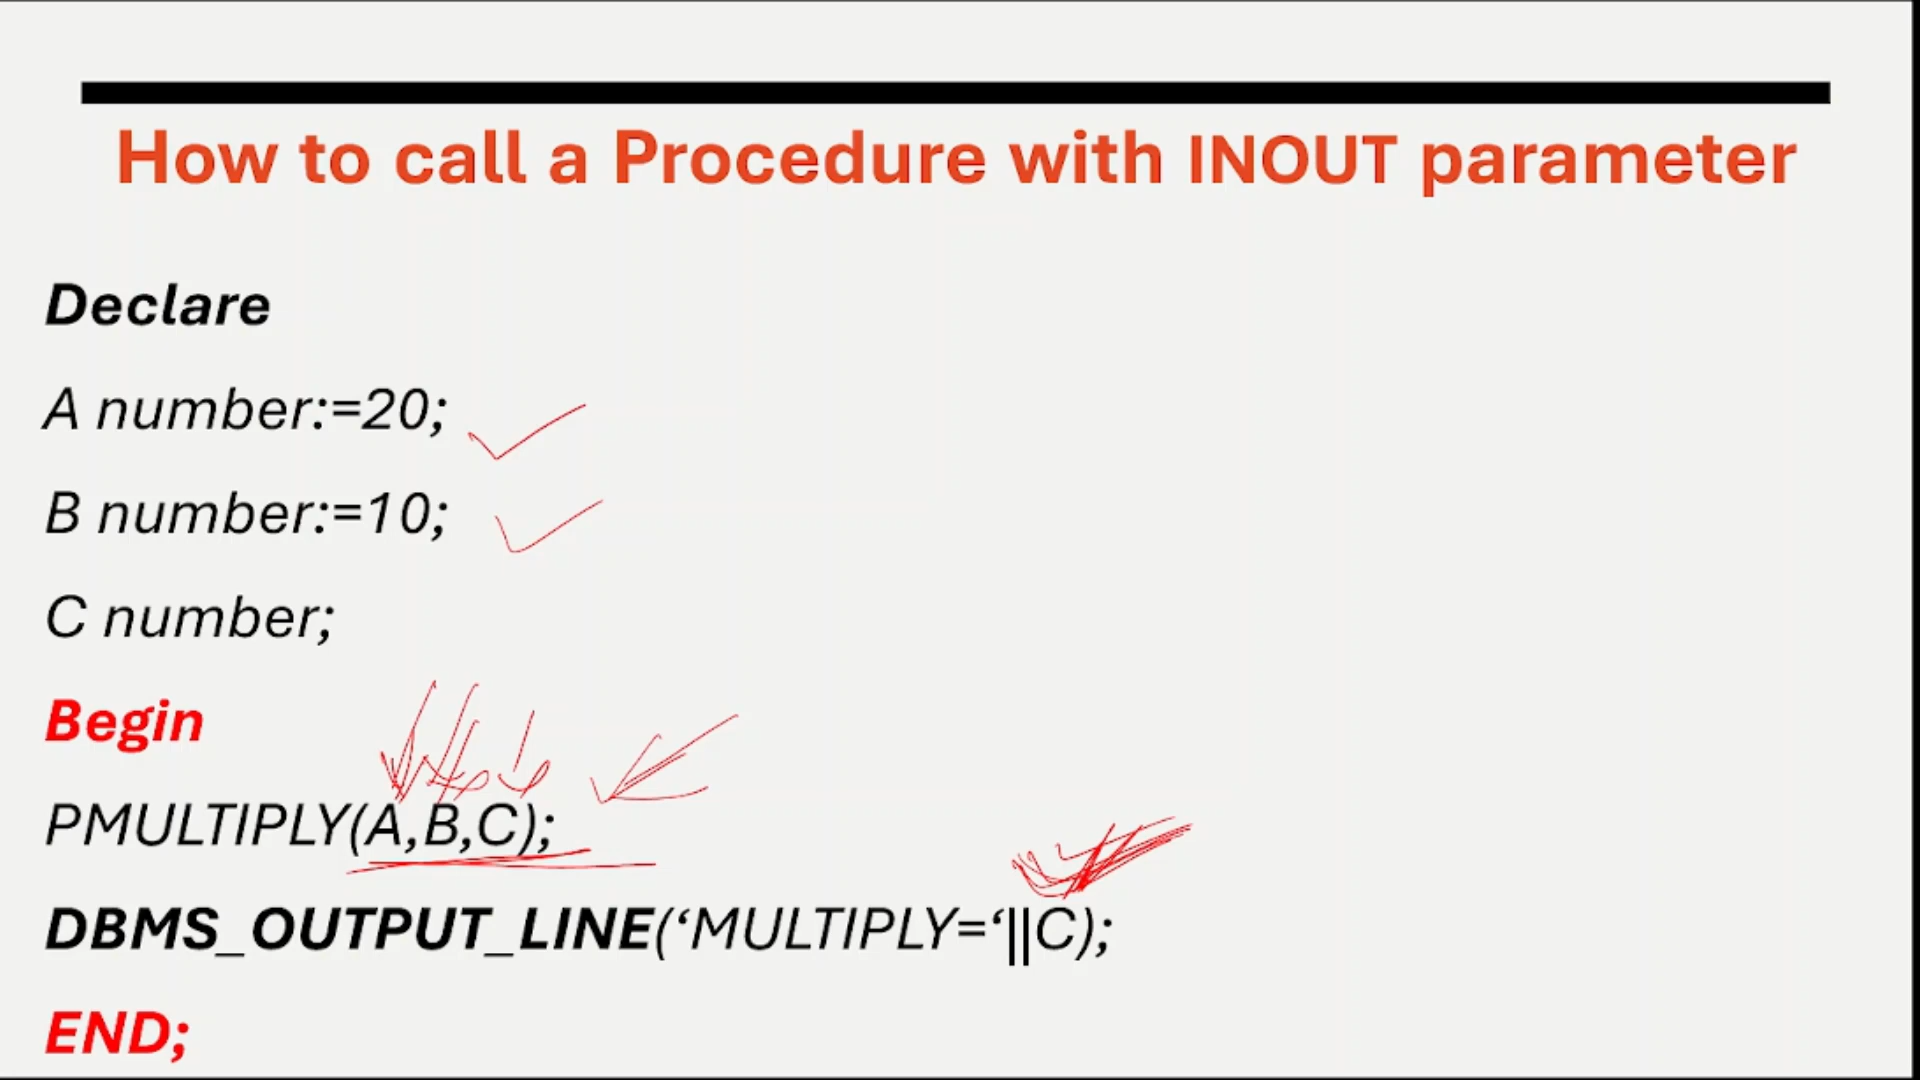 How to call a Procedure with INOUT parameter
Declare
A number:=20;
B number:=10;
C number;
Begin
PMULTIPLY(A,B,C);
DBMS_OUTPUT_LINE(‘MULTIPLY=‘||C);
END;